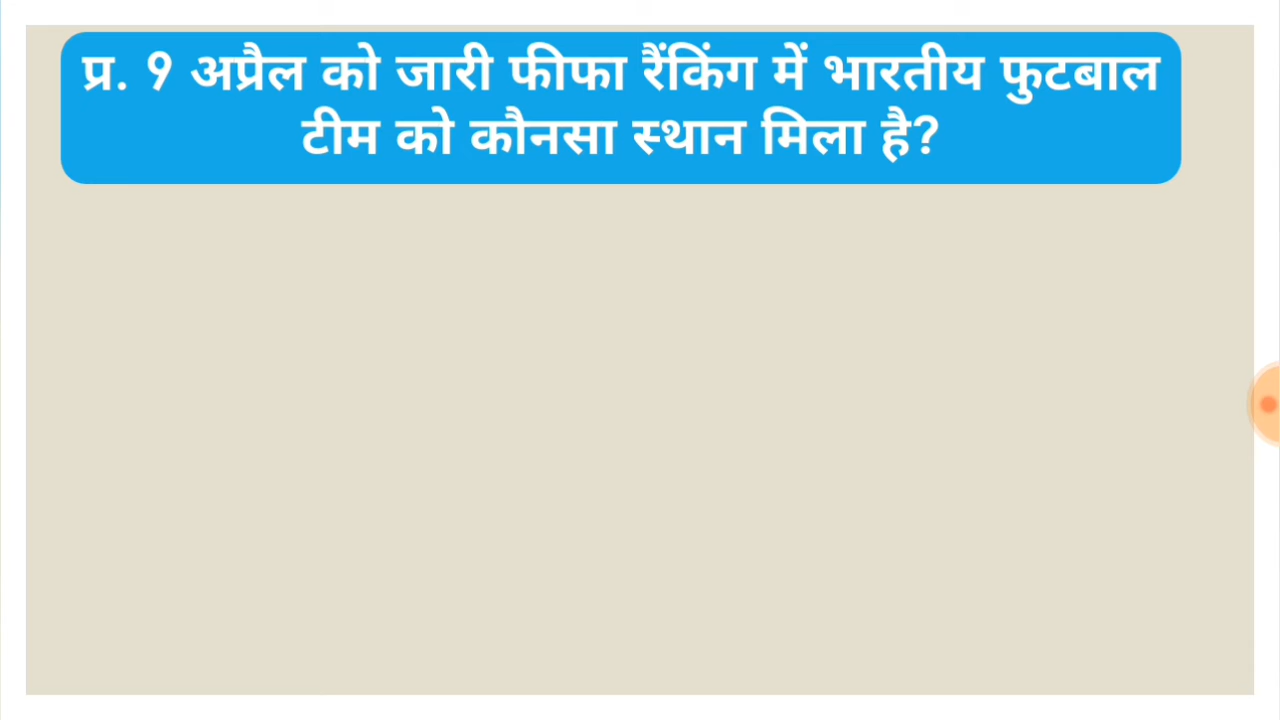 प्र. 9 अप्रैल को जारी फीफा रैंकिंग में भारतीय फुटबाल
टीम को कौनसा स्थान मिला है?